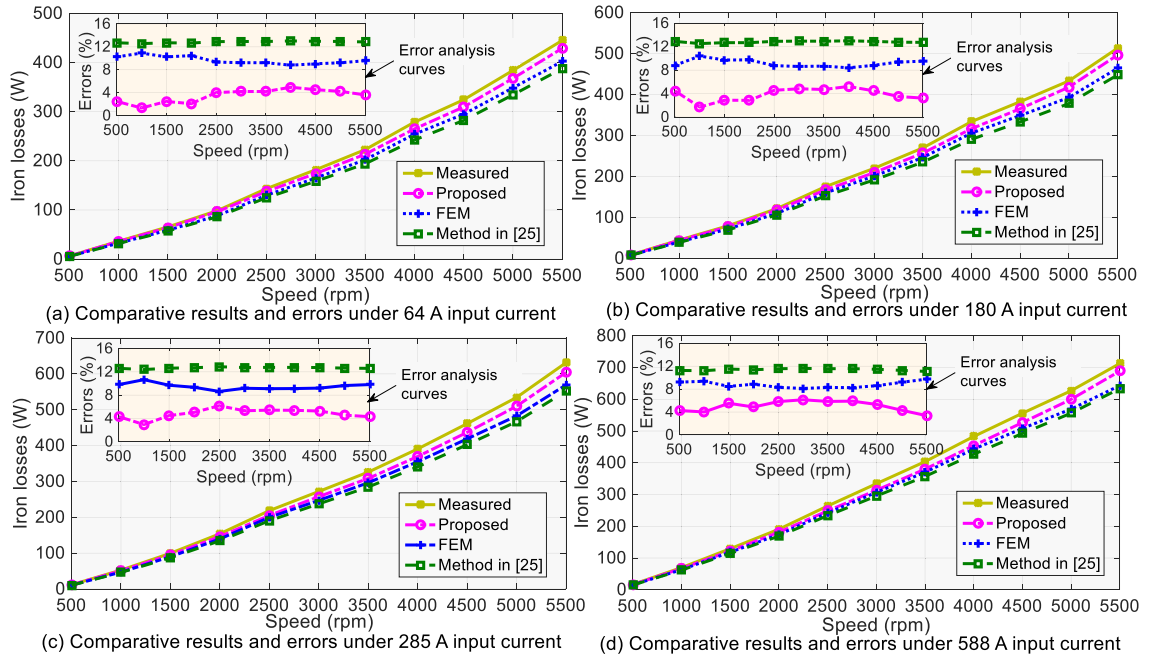 500
400
300
200
100
0
Iron losses (W)
16
12
8
4
0
Errors (%)
500 1500 2500 3500 4500 5500
Speed (rpm)
Error analysis
curves
Measured
Proposed
FEM
Method in [25]
500 1000 1500 2000 2500 3000 3500 4000 4500 5000 5500
Speed (rpm)
(a) Comparative results and errors under 64 A input current
600
500
400
300
200
100
0
Iron losses (W)
16
12
8
4
0
Errors (%)
500 1500 2500 3500 4500 5500
Speed (rpm)
Error analysis
curves
Measured
Proposed
FEM
Method in [25]
500 1000 1500 2000 2500 3000 3500 4000 4500 5000 5500
Speed (rpm)
(b) Comparative results and errors under 180 A input current
700
600
500
400
300
200
100
0
Iron losses (W)
16
12
8
4
0
Errors (%)
500 1500 2500 3500 4500 5500
Speed (rpm)
Error analysis
curves
Measured
Proposed
FEM
Method in [25]
500 1000 1500 2000 2500 3000 3500 4000 4500 5000 5500
Speed (rpm)
(c) Comparative results and errors under 285 A input current
800
700
600
500
400
300
200
100
0
Iron losses (W)
16
12
8
4
0
Errors (%)
500 1500 2500 3500 4500 5500
Speed (rpm)
Error analysis
curves
Measured
Proposed
FEM
Method in [25]
500 1000 1500 2000 2500 3000 3500 4000 4500 5000 5500
Speed (rpm)
(d) Comparative results and errors under 588 A input current